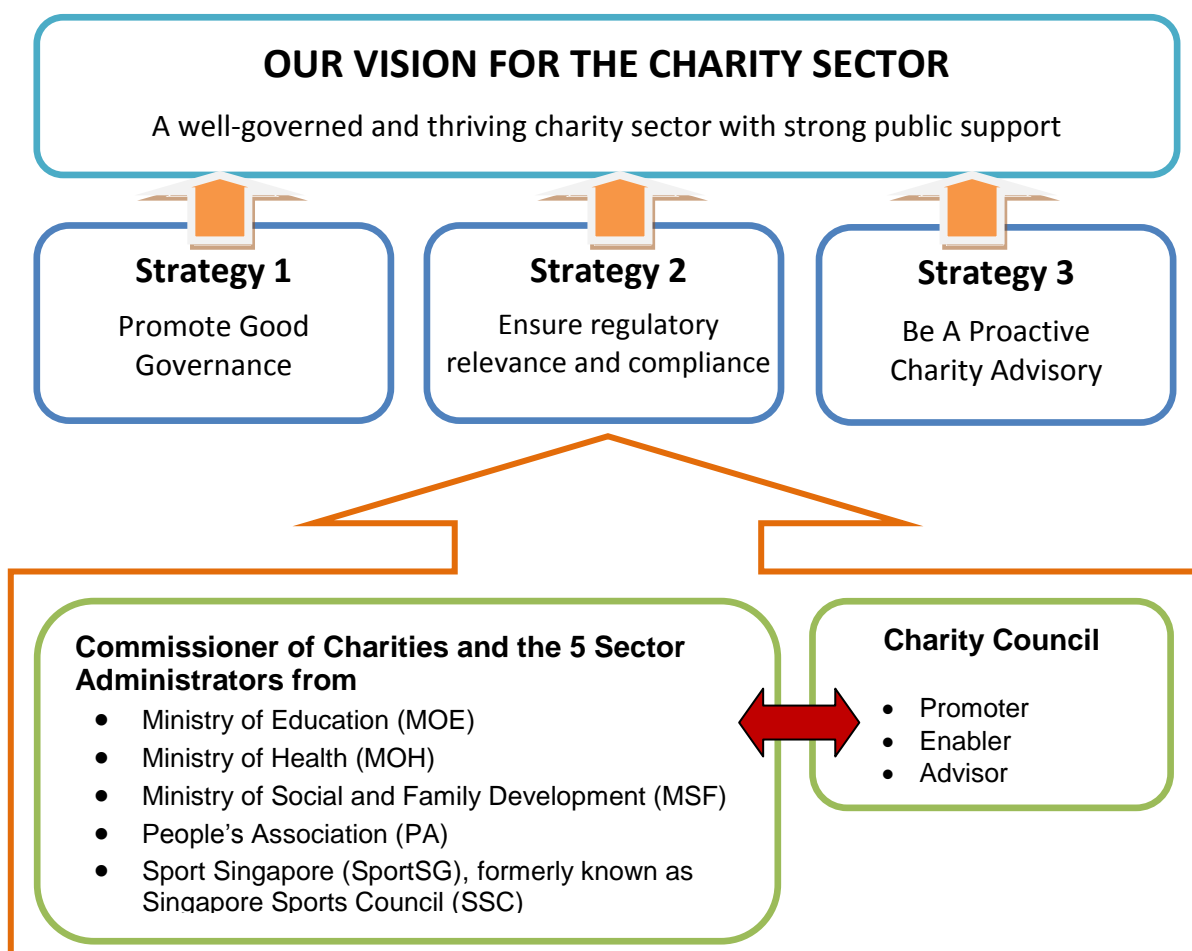 OUR VISION FOR THE CHARITY SECTOR
A well-governed and thriving charity sector with strong public support
Strategy 1
Promote Good
Governance
Strategy 2
Ensure regulatory
relevance and compliance
Strategy 3
Be A Proactive
Charity Advisory
Commissioner of Charities and the 5 Sector
Administrators from
• Ministry of Education (MOE)
• Ministry of Health (MOH)
• Ministry of Social and Family Development (MSF)
• People’s Association (PA)
• Sport Singapore (SportSG), formerly known as
Singapore Sports Council (SSC)
Charity Council
• Promoter
• Enabler
• Advisor